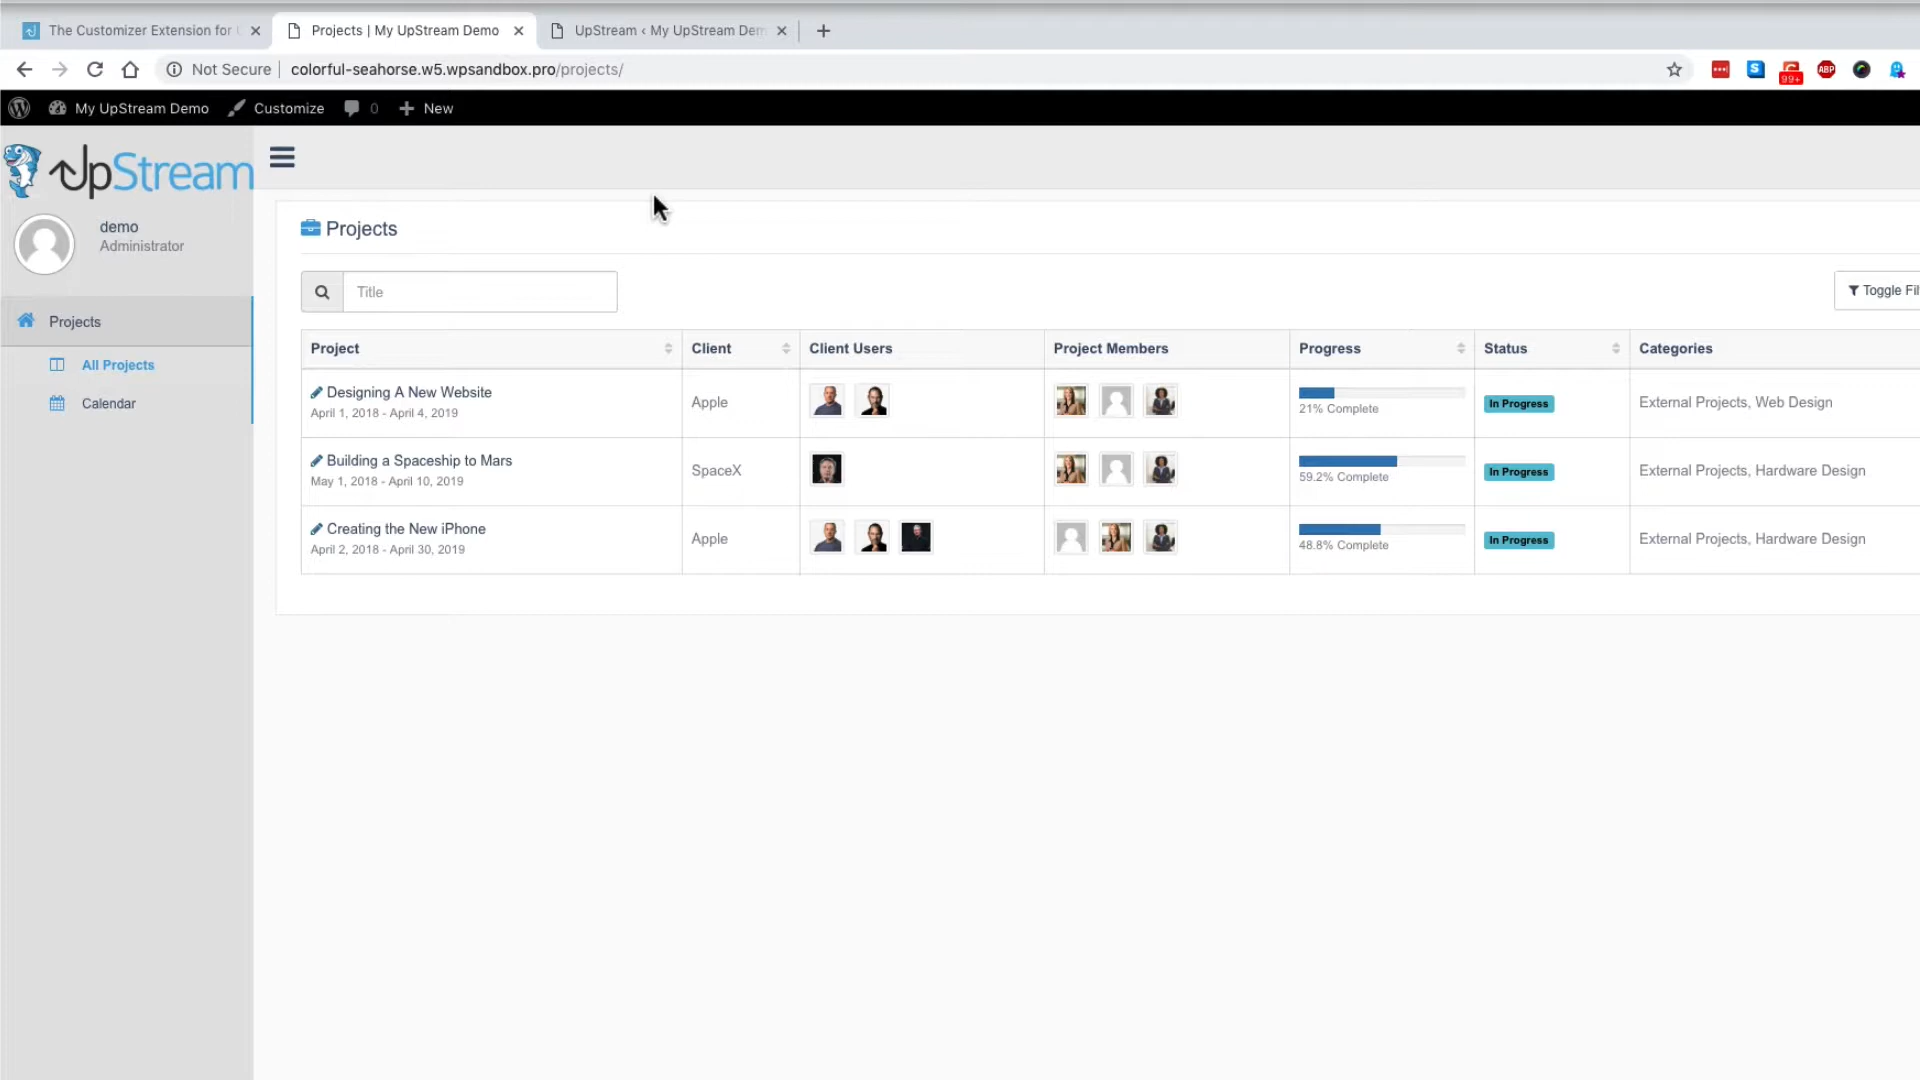 The Customizer Extension for U
Projects | My UpStream Demo
UpStream ‹ My UpStream Dem
Not Secure
colorful-seahorse.w5.wpsandbox.pro/projects/
S
99+
ABP
My UpStream Demo
Customize
0
New
UpStream
demo
Administrator
Projects
All Projects
Calendar
Projects
Title
Toggle Fil
Project Client Client Users Project Members Progress Status Categories
Designing A New Website
April 1, 2018 - April 4, 2019
Apple
21% Complete
In Progress
External Projects, Web Design
Building a Spaceship to Mars
May 1, 2018 - April 10, 2019
SpaceX
59.2% Complete
In Progress
External Projects, Hardware Design
Creating the New iPhone
April 2, 2018 - April 30, 2019
Apple
48.8% Complete
In Progress
External Projects, Hardware Design